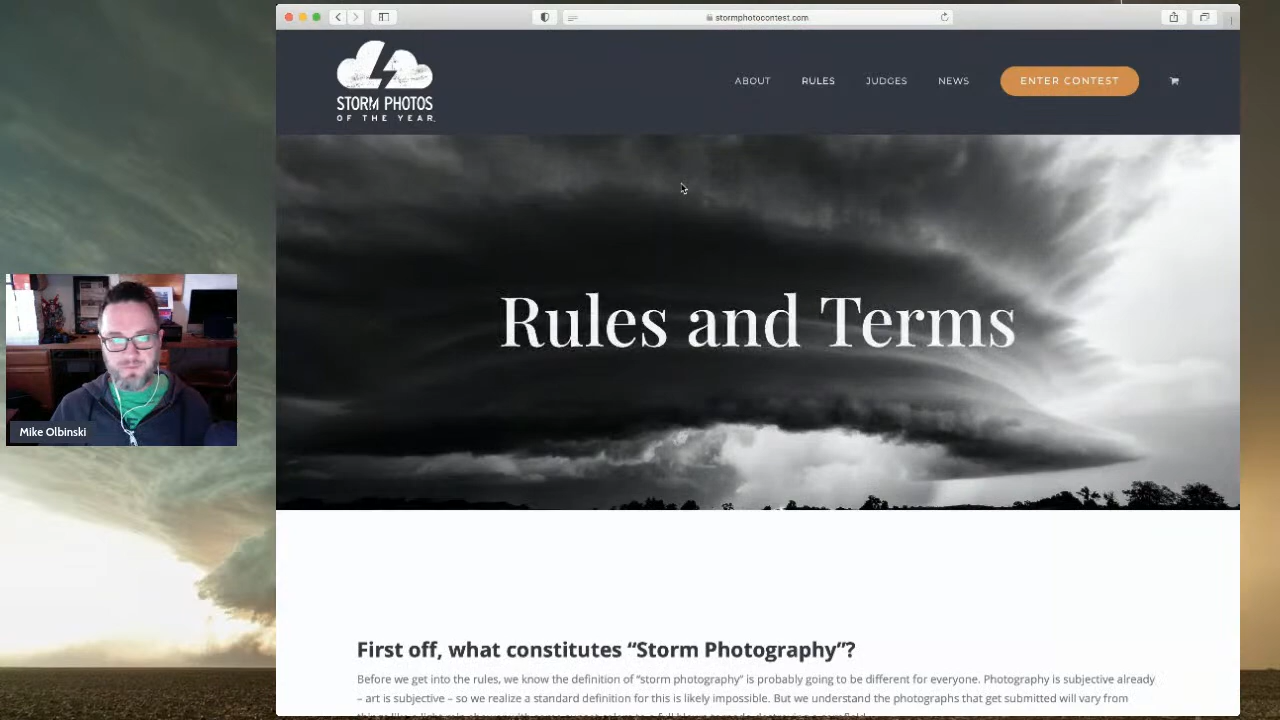 stormphotocontest.com
STORM PHOTOS
OF THE YEAR
ABOUT
RULES
JUDGES
NEWS
ENTER CONTEST
Rules and Terms
Mike Olbinski
First off, what constitutes “Storm Photography”?
Before we get into the rules, we know the definition of “storm photography” is probably going to be different for everyone. Photography is subjective already
– art is subjective – so we realize a standard definition for this is likely impossible. But we understand the photographs that get submitted will vary from